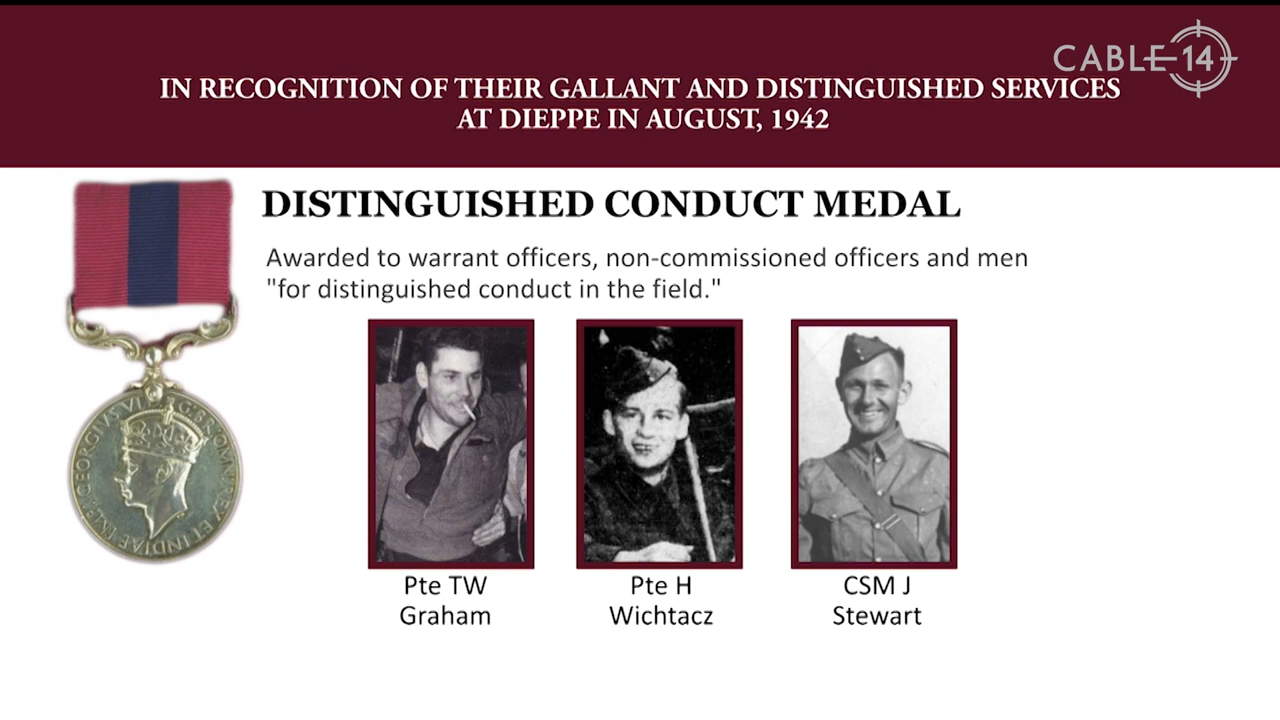 CABLE 14
IN RECOGNITION OF THEIR GALLANT AND DISTINGUISHED SERVICES
AT DIEPPE IN AUGUST, 1942
DISTINGUISHED CONDUCT MEDAL
Awarded to warrant officers, non-commissioned officers and men
"for distinguished conduct in the field."
Pte TW
Graham
Pte H
Wichtacz
CSM J
Stewart